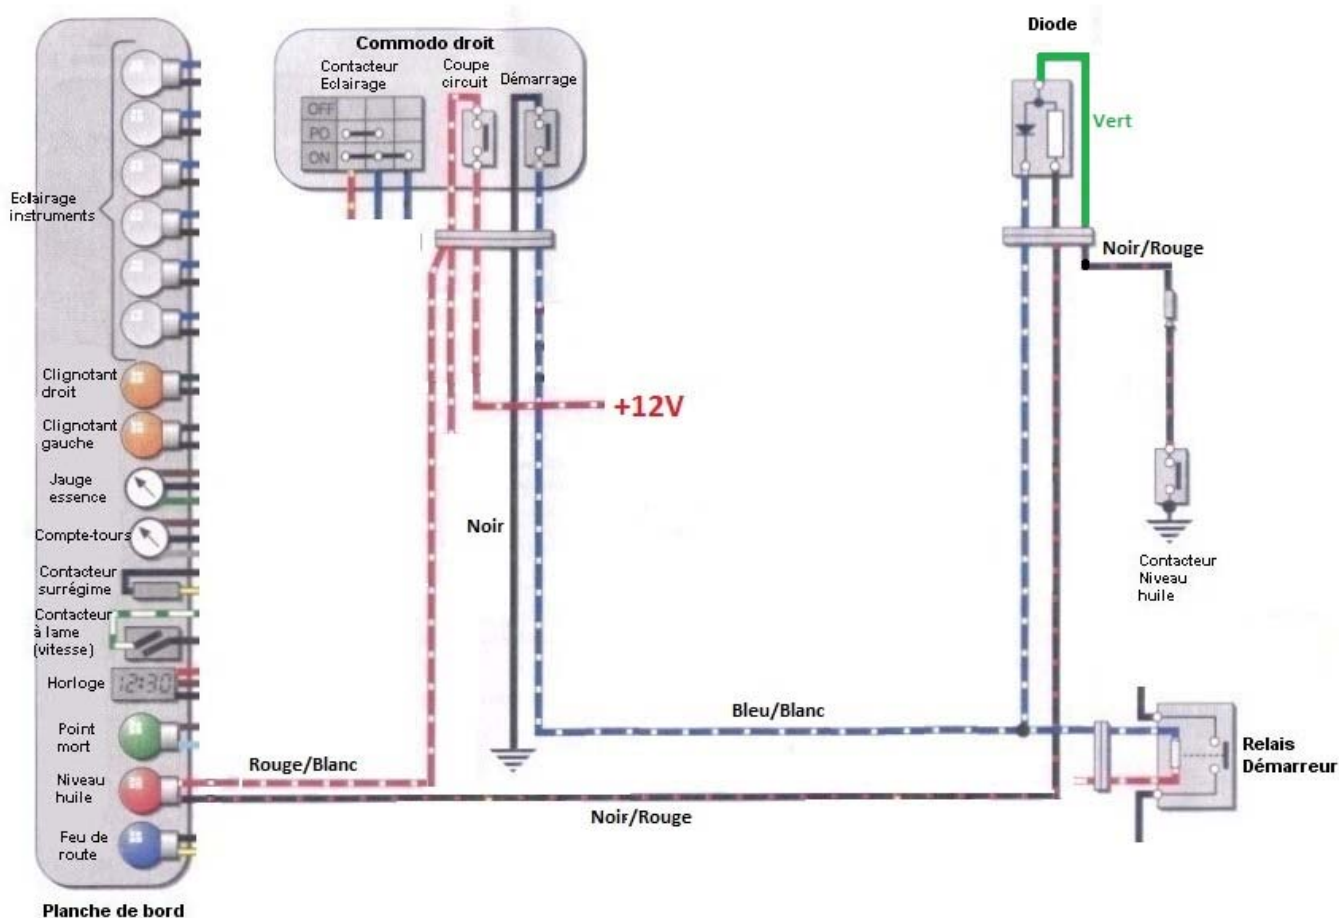 Diode
Commodo droit
Contacteur
Eclairage
Coupe
circuit
Démarrage
OFF
PO
ON
Vert
Eclairage
instruments
Noir/Rouge
Clignotant
droit
+12V
Clignotant
gauche
Jauge
essence
Noir
Compte-tours
Contacteur
surrégime
Contacteur
Niveau
huile
Contacteur
à lame
(vitesse)
Horloge
12:30
Point
mort
Bleu/Blanc
Relais
Démarreur
Niveau
huile
Rouge/Blanc
Noir/Rouge
Feu de
route
Planche de bord